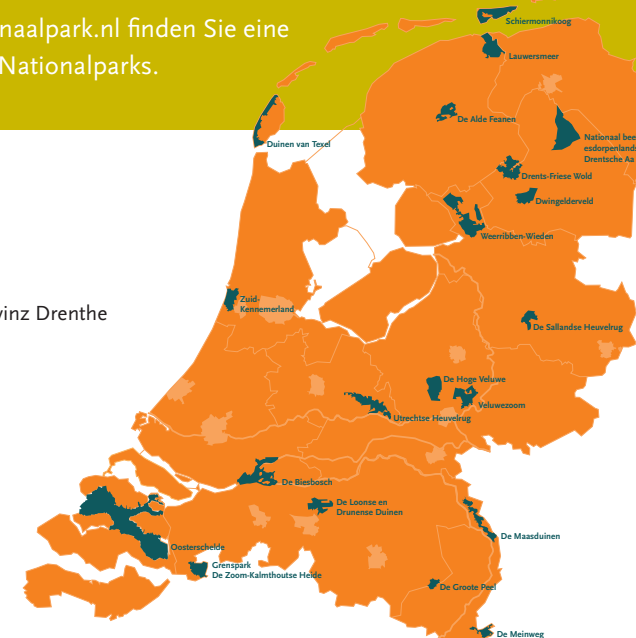 naalpark.nl finden Sie eine
Nationalparks.
Schiermonnikoog
Lauwersmeer
De Alde Feanen
Nationaal bee
esdorpenlands
Drentsche Aa
Duinen van Texel
Drents-Friese Wold
Dwingelderveld
Weerribben-Wieden
Zuid-
Kennemerland
vinz Drenthe
De Sallandse Heuvelrug
De Hoge Veluwe
Veluwezoom
Utrechtse Heuvelrug
De Biesbosch
De Loonse en
Drunense Duinen
De Maasduinen
Oosterschelde
Grenspark
De Zoom-Kalmthoutse Heide
De Groote Peel
De Meinweg